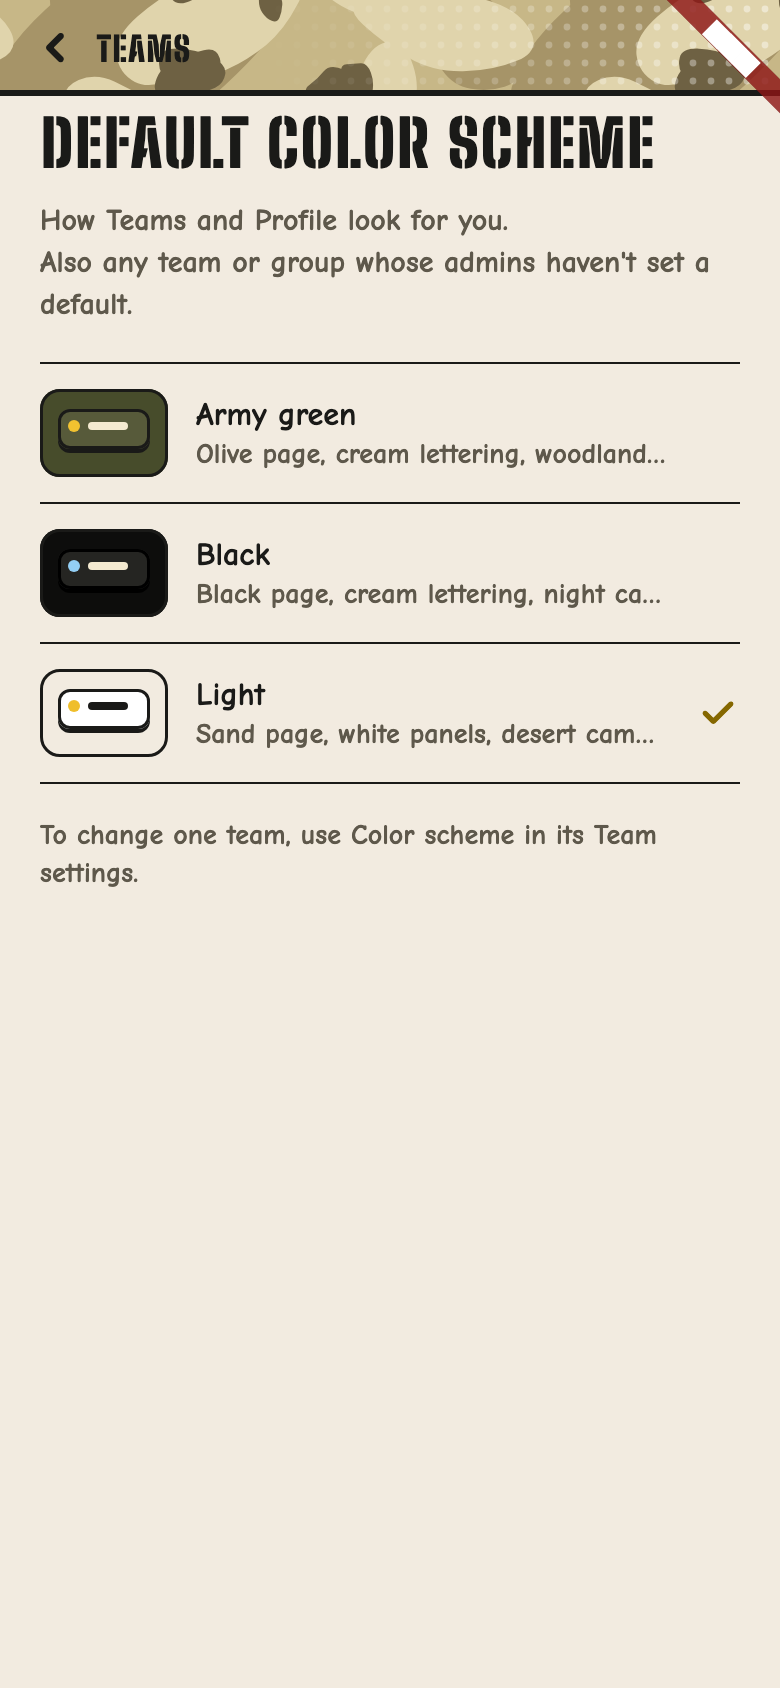 TEAMS
DEFAULT COLOR SCHEME
How Teams and Profile look for you.
Also any team or group whose admins haven't set a
default.
Army green
Olive page, cream lettering, woodland...
Black
Black page, cream lettering, night ca...
Light
Sand page, white panels, desert cam...
To change one team, use Color scheme in its Team
settings.